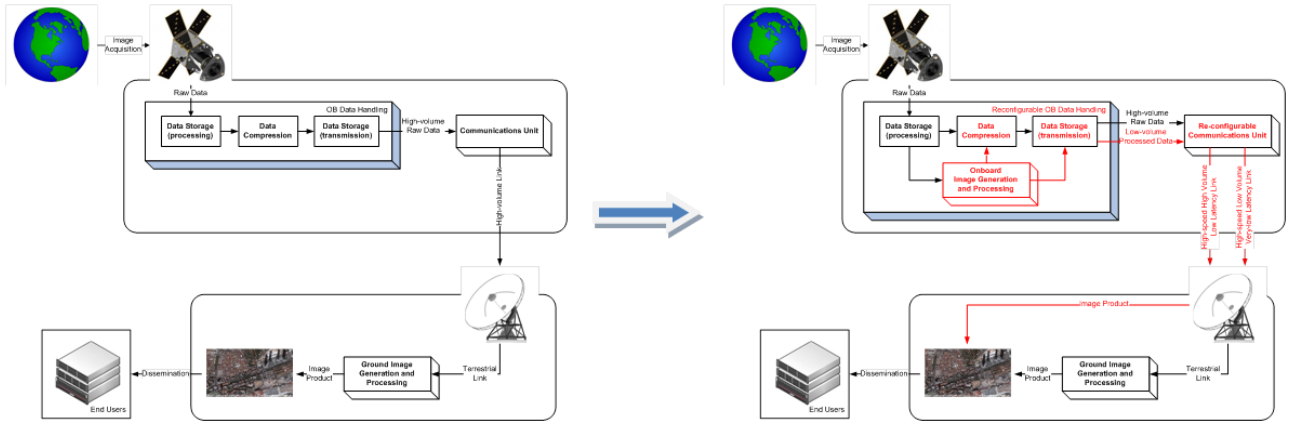 Image
Acquisition
Raw Data
OB Data Handling
Data Storage
(processing)
Data
Compression
Data Storage
(transmission)
High-volume
Raw Data
Communications Unit
High-volume Link
Terrestrial
Link
Ground Image
Generation and
Processing
Image
Product
Dissemination
End Users
Image
Acquisition
Raw Data
Reconfigurable OB Data Handling
Data Storage
(processing)
Data
Compression
Data Storage
(transmission)
High-volume
Raw Data
Low-volume
Processed Data
Re-configurable
Communications Unit
Onboard
Image Generation
and Processing
High-speed High Volume
Low Latency Link
High-speed Low Volume
Very-low Latency Link
Image Product
Terrestrial
Link
Ground Image
Generation and
Processing
Image
Product
Dissemination
End Users